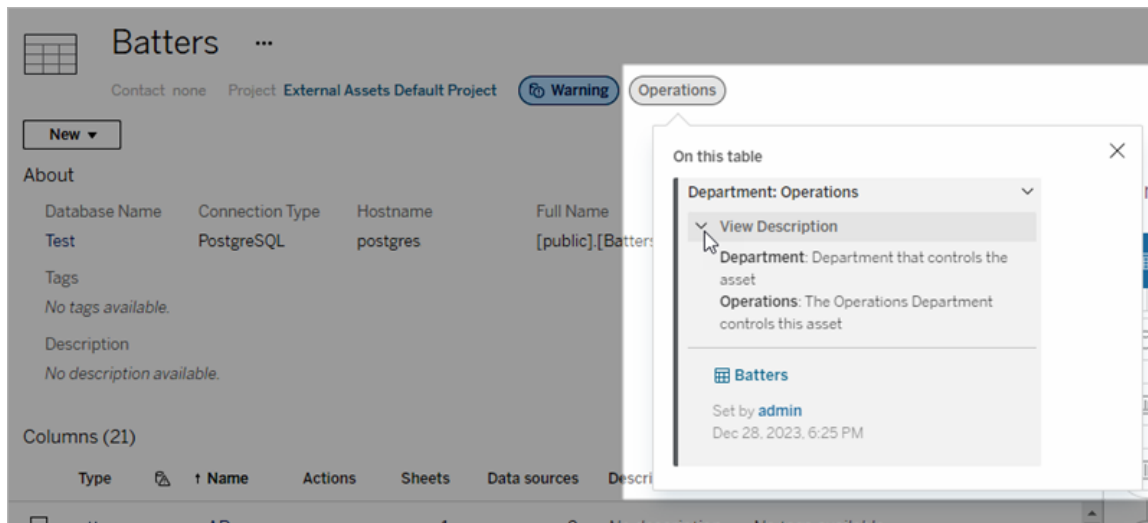 Batters ...
Contact none Project External Assets Default Project Warning Operations
New
About
Database Name Connection Type Hostname Full Name
Test PostgreSQL postgres [public].[Batters
Tags
No tags available.
Description
No description available.
On this table
Department: Operations
View Description
Department: Department that controls the
asset
Operations: The Operations Department
controls this asset
Batters
Set by admin
Dec 28, 2023, 6:25 PM
Columns (21)
Type ↑ Name Actions Sheets Data sources Descri